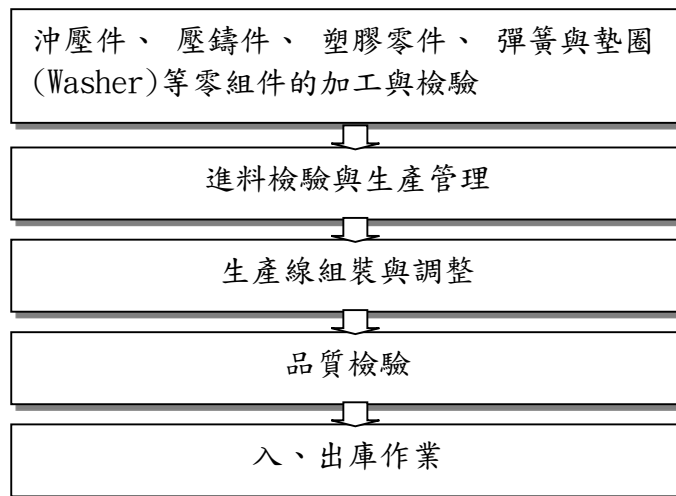 沖壓件、 壓鑄件、 塑膠零件、 彈簧與墊圈
(Washer)等零組件的加工與檢驗
進料檢驗與生產管理
生產線組裝與調整
品質檢驗
入、出庫作業